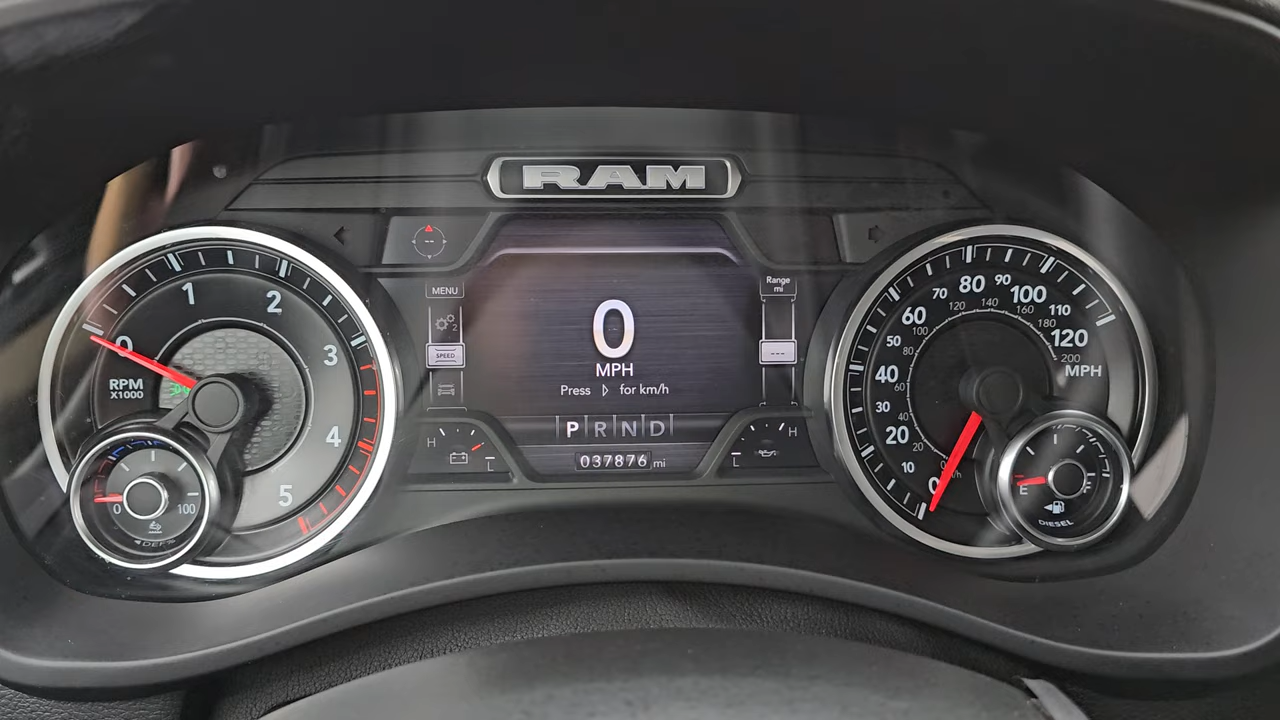 RAM
MENU
2
SPEED
0
MPH
Press ▷ for km/h
P R N D
037876 mi
Range
mi
---
--
H
L
L
H
0
1
2
3
4
5
RPM
X1000
0
100
DEF%
0
10
20
30
40
50
60
70
80
90
100
110
120
MPH
20
40
60
80
100
120
140
160
180
200
E
F
DIESEL